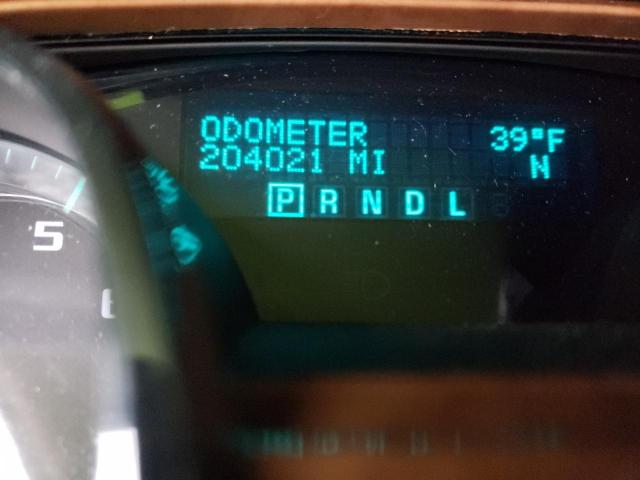 ODOMETER 39°F
204021 MI N
P R N D L
5